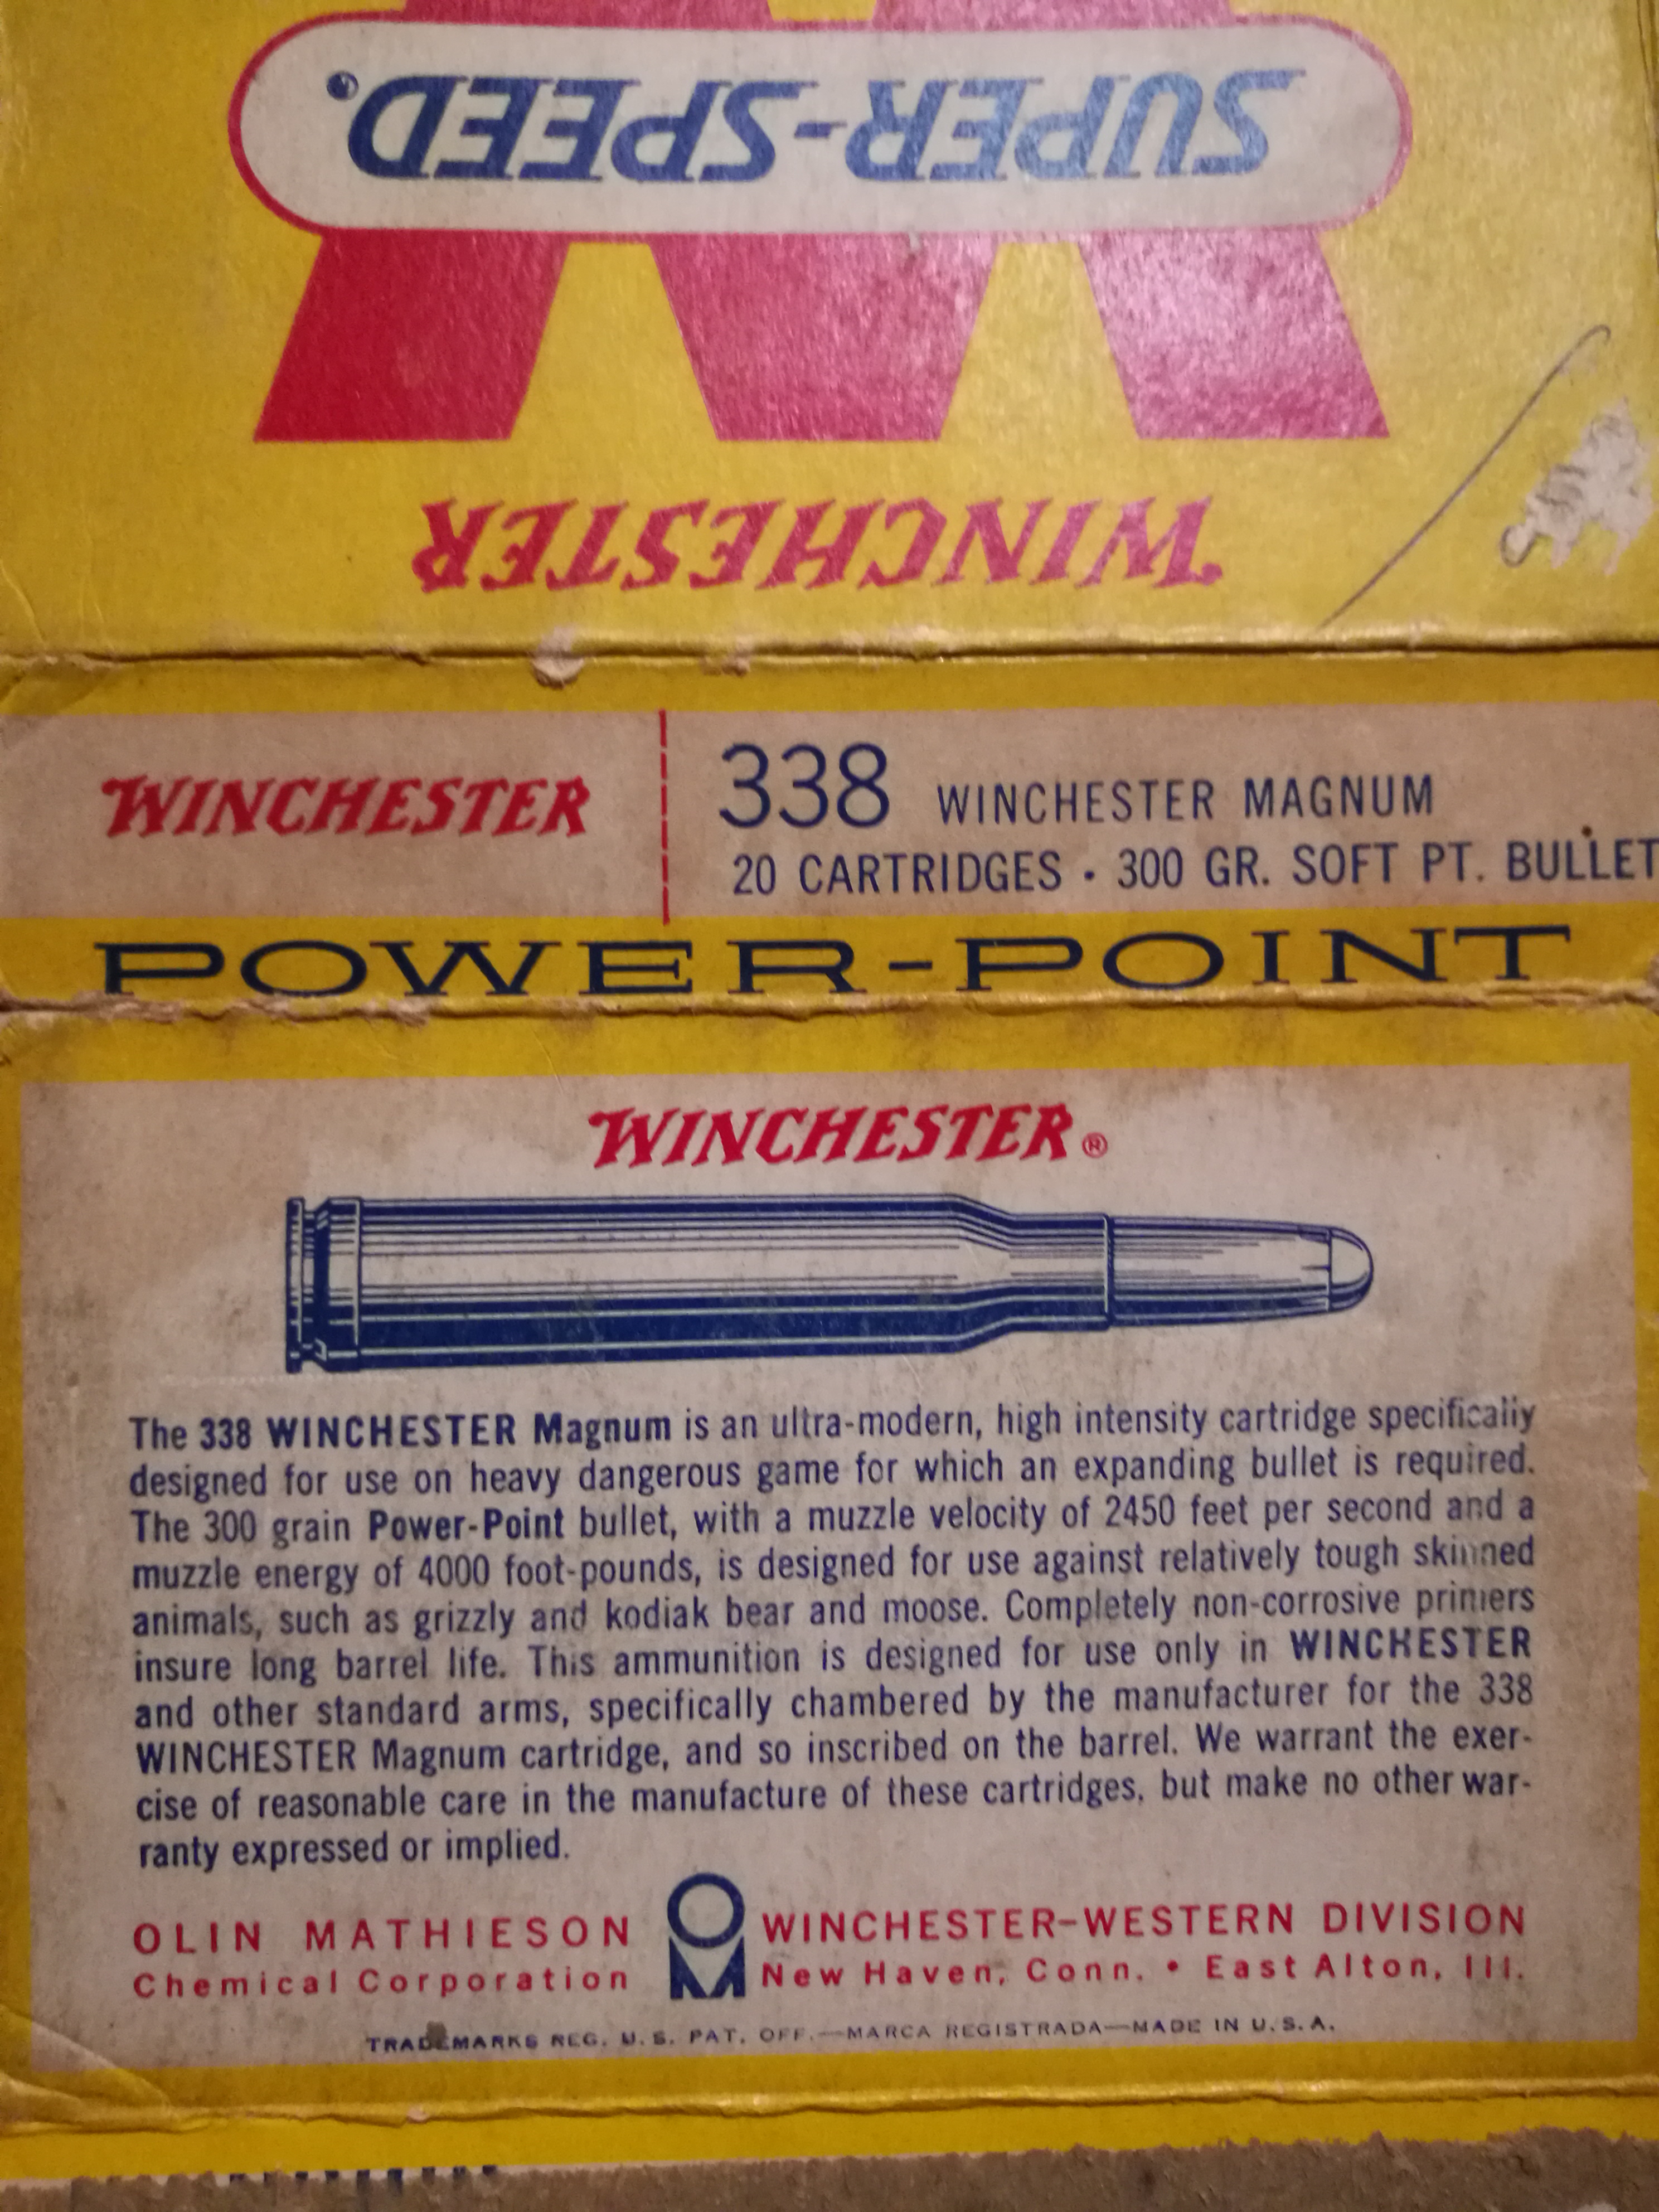 SUPER-SPEED®
WINCHESTER
WINCHESTER
338 WINCHESTER MAGNUM
20 CARTRIDGES · 300 GR. SOFT PT. BULLET
POWER-POINT
WINCHESTER®
The 338 WINCHESTER Magnum is an ultra-modern, high intensity cartridge specifically
designed for use on heavy dangerous game for which an expanding bullet is required.
The 300 grain Power-Point bullet, with a muzzle velocity of 2450 feet per second and a
muzzle energy of 4000 foot-pounds, is designed for use against relatively tough skinned
animals, such as grizzly and kodiak bear and moose. Completely non-corrosive primers
insure long barrel life. This ammunition is designed for use only in WINCHESTER
and other standard arms, specifically chambered by the manufacturer for the 338
WINCHESTER Magnum cartridge, and so inscribed on the barrel. We warrant the exer-
cise of reasonable care in the manufacture of these cartridges, but make no other war-
ranty expressed or implied.
OLIN MATHIESON
Chemical Corporation
OM
WINCHESTER-WESTERN DIVISION
New Haven, Conn. • East Alton, Ill.
TRADEMARKS REG. U.S. PAT. OFF.—MARCA REGISTRADA—MADE IN U.S.A.